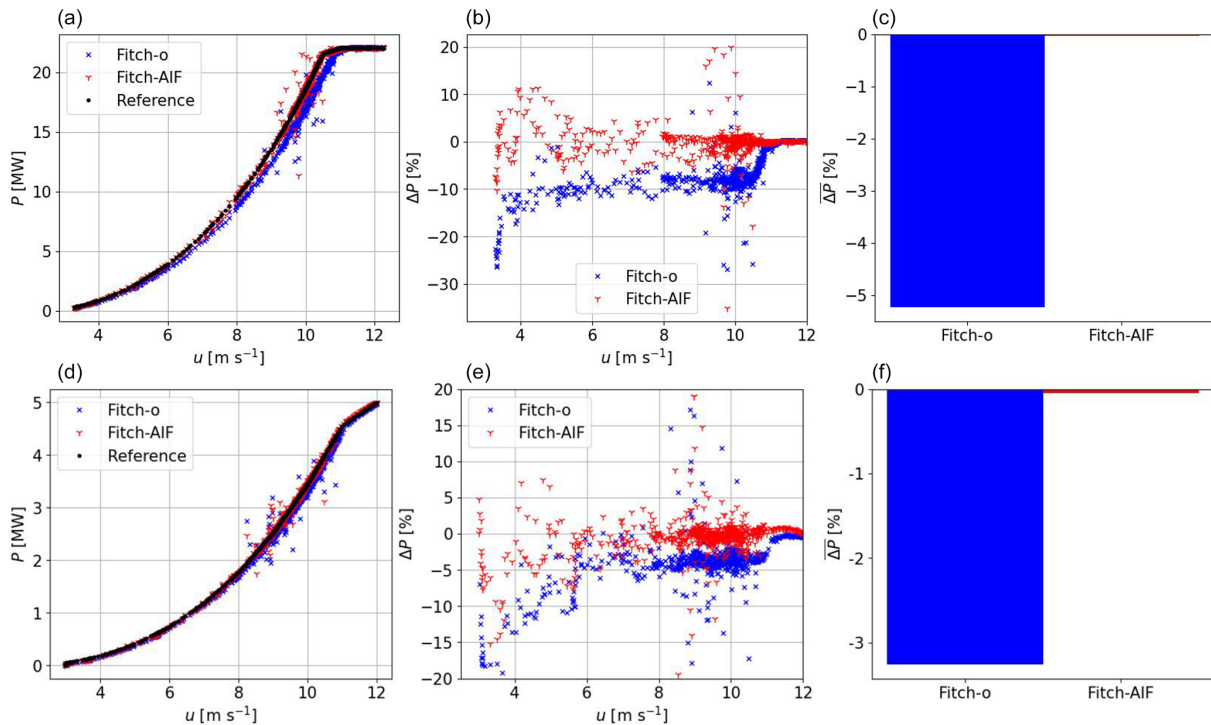 (a)
Fitch-o
Fitch-AIF
Reference
20
15
10
5
0
P [MW]
4
6
8
10
12
u [m s⁻¹]
(b)
20
10
0
−10
−20
−30
ΔP [%]
Fitch-o
Fitch-AIF
4
6
8
10
12
u [m s⁻¹]
(c)
0
−1
−2
−3
−4
−5
ΔP [%]
Fitch-o
Fitch-AIF
(d)
Fitch-o
Fitch-AIF
Reference
5
4
3
2
1
0
P [MW]
4
6
8
10
12
u [m s⁻¹]
(e)
Fitch-o
Fitch-AIF
20
15
10
5
0
−5
−10
−15
−20
ΔP [%]
4
6
8
10
12
u [m s⁻¹]
(f)
0
-1
-2
-3
ΔP [%]
Fitch-o
Fitch-AIF